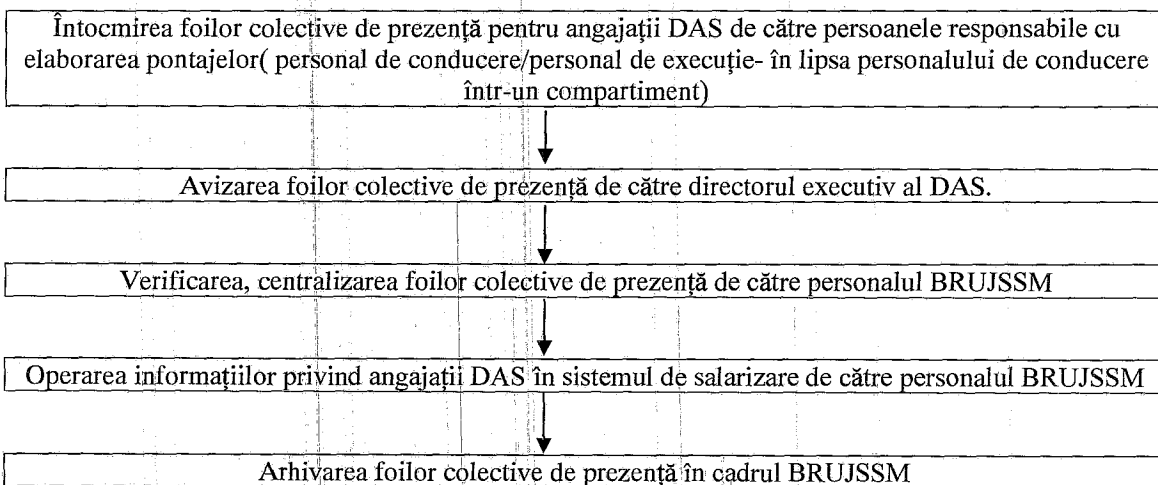 Întocmirea foilor colective de prezență pentru angajații DAS de către persoanele responsabile cu
elaborarea pontajelor( personal de conducere/personal de execuție- în lipsa personalului de conducere
într-un compartiment)
Avizarea foilor colective de prezență de către directorul executiv al DAS.
Verificarea, centralizarea foilor colective de prezență de către personalul BRUJSSM
Operarea informațiilor privind angajații DAS în sistemul de salarizare de către personalul BRUJSSM
Arhivarea foilor colective de prezență în cadrul BRUJSSM